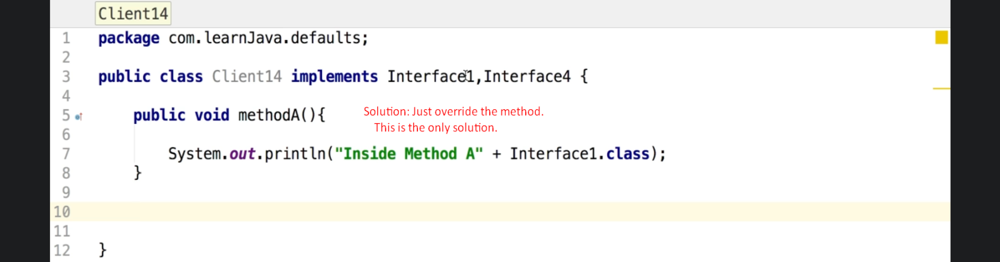 Client14
1 package com.learnJava.defaults;
2
3 public class Client14 implements Interface1,Interface4 {
4
5 public void methodA(){ Solution: Just override the method.
6 This is the only solution.
7 System.out.println("Inside Method A" + Interface1.class);
8 }
9
10
11
12 }